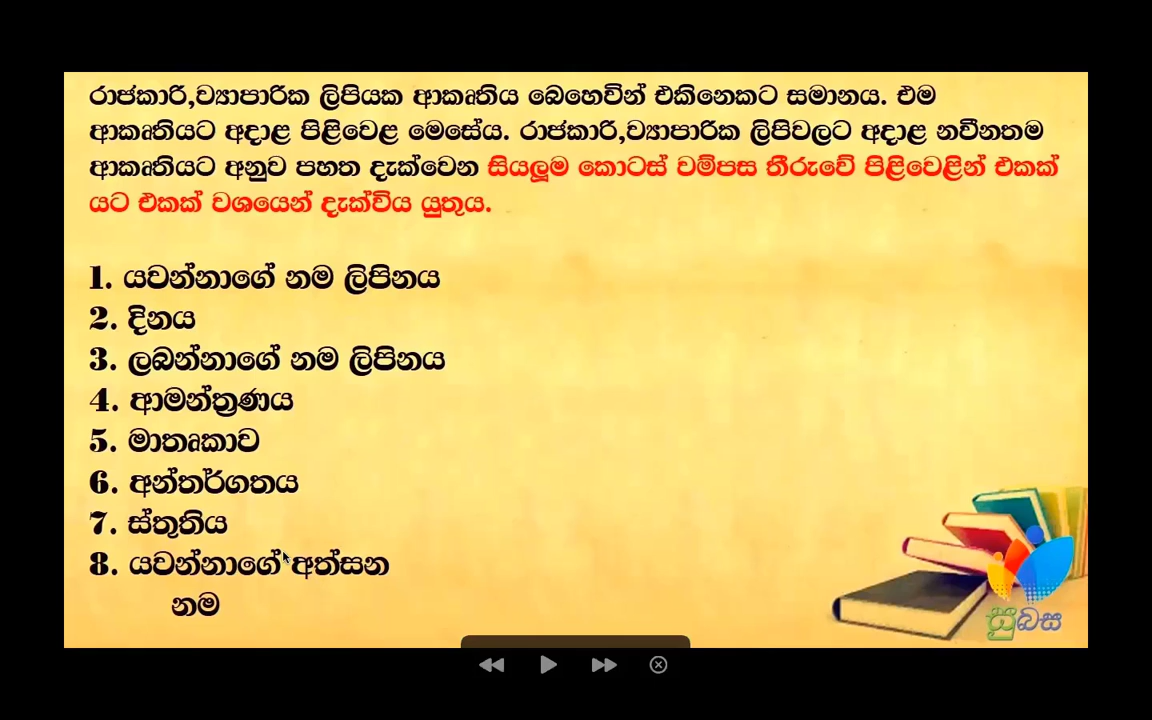 රාජකාරී,ව්‍යාපාරික ලිපියක ආකෘතිය බෙහෙවින් එකිනෙකට සමානය. එම
ආකෘතියට අදාළ පිළිවෙළ මෙසේය. රාජකාරී,ව්‍යාපාරික ලිපිවලට අදාළ නවීනතම
ආකෘතියට අනුව පහත දැක්වෙන සියලූම කොටස් වම්පස තීරුවේ පිළිවෙළින් එකක්
යට එකක් වශයෙන් දැක්විය යුතුය.
1. යවන්නාගේ නම ලිපිනය
2. දිනය
3. ලබන්නාගේ නම ලිපිනය
4. ආමන්ත්‍රණය
5. මාතෘකාව
6. අන්තර්ගතය
7. ස්තුතිය
8. යවන්නාගේ අත්සන
නම
සුබස